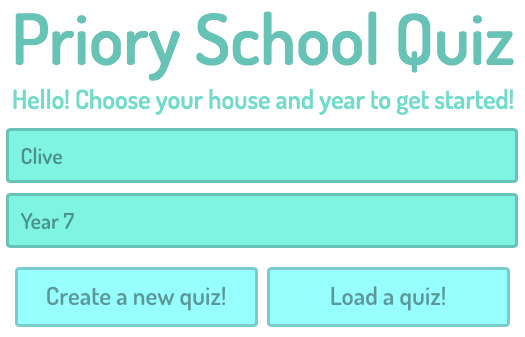 Priory School Quiz
Hello! Choose your house and year to get started!
Clive
Year 7
Create a new quiz!
Load a quiz!